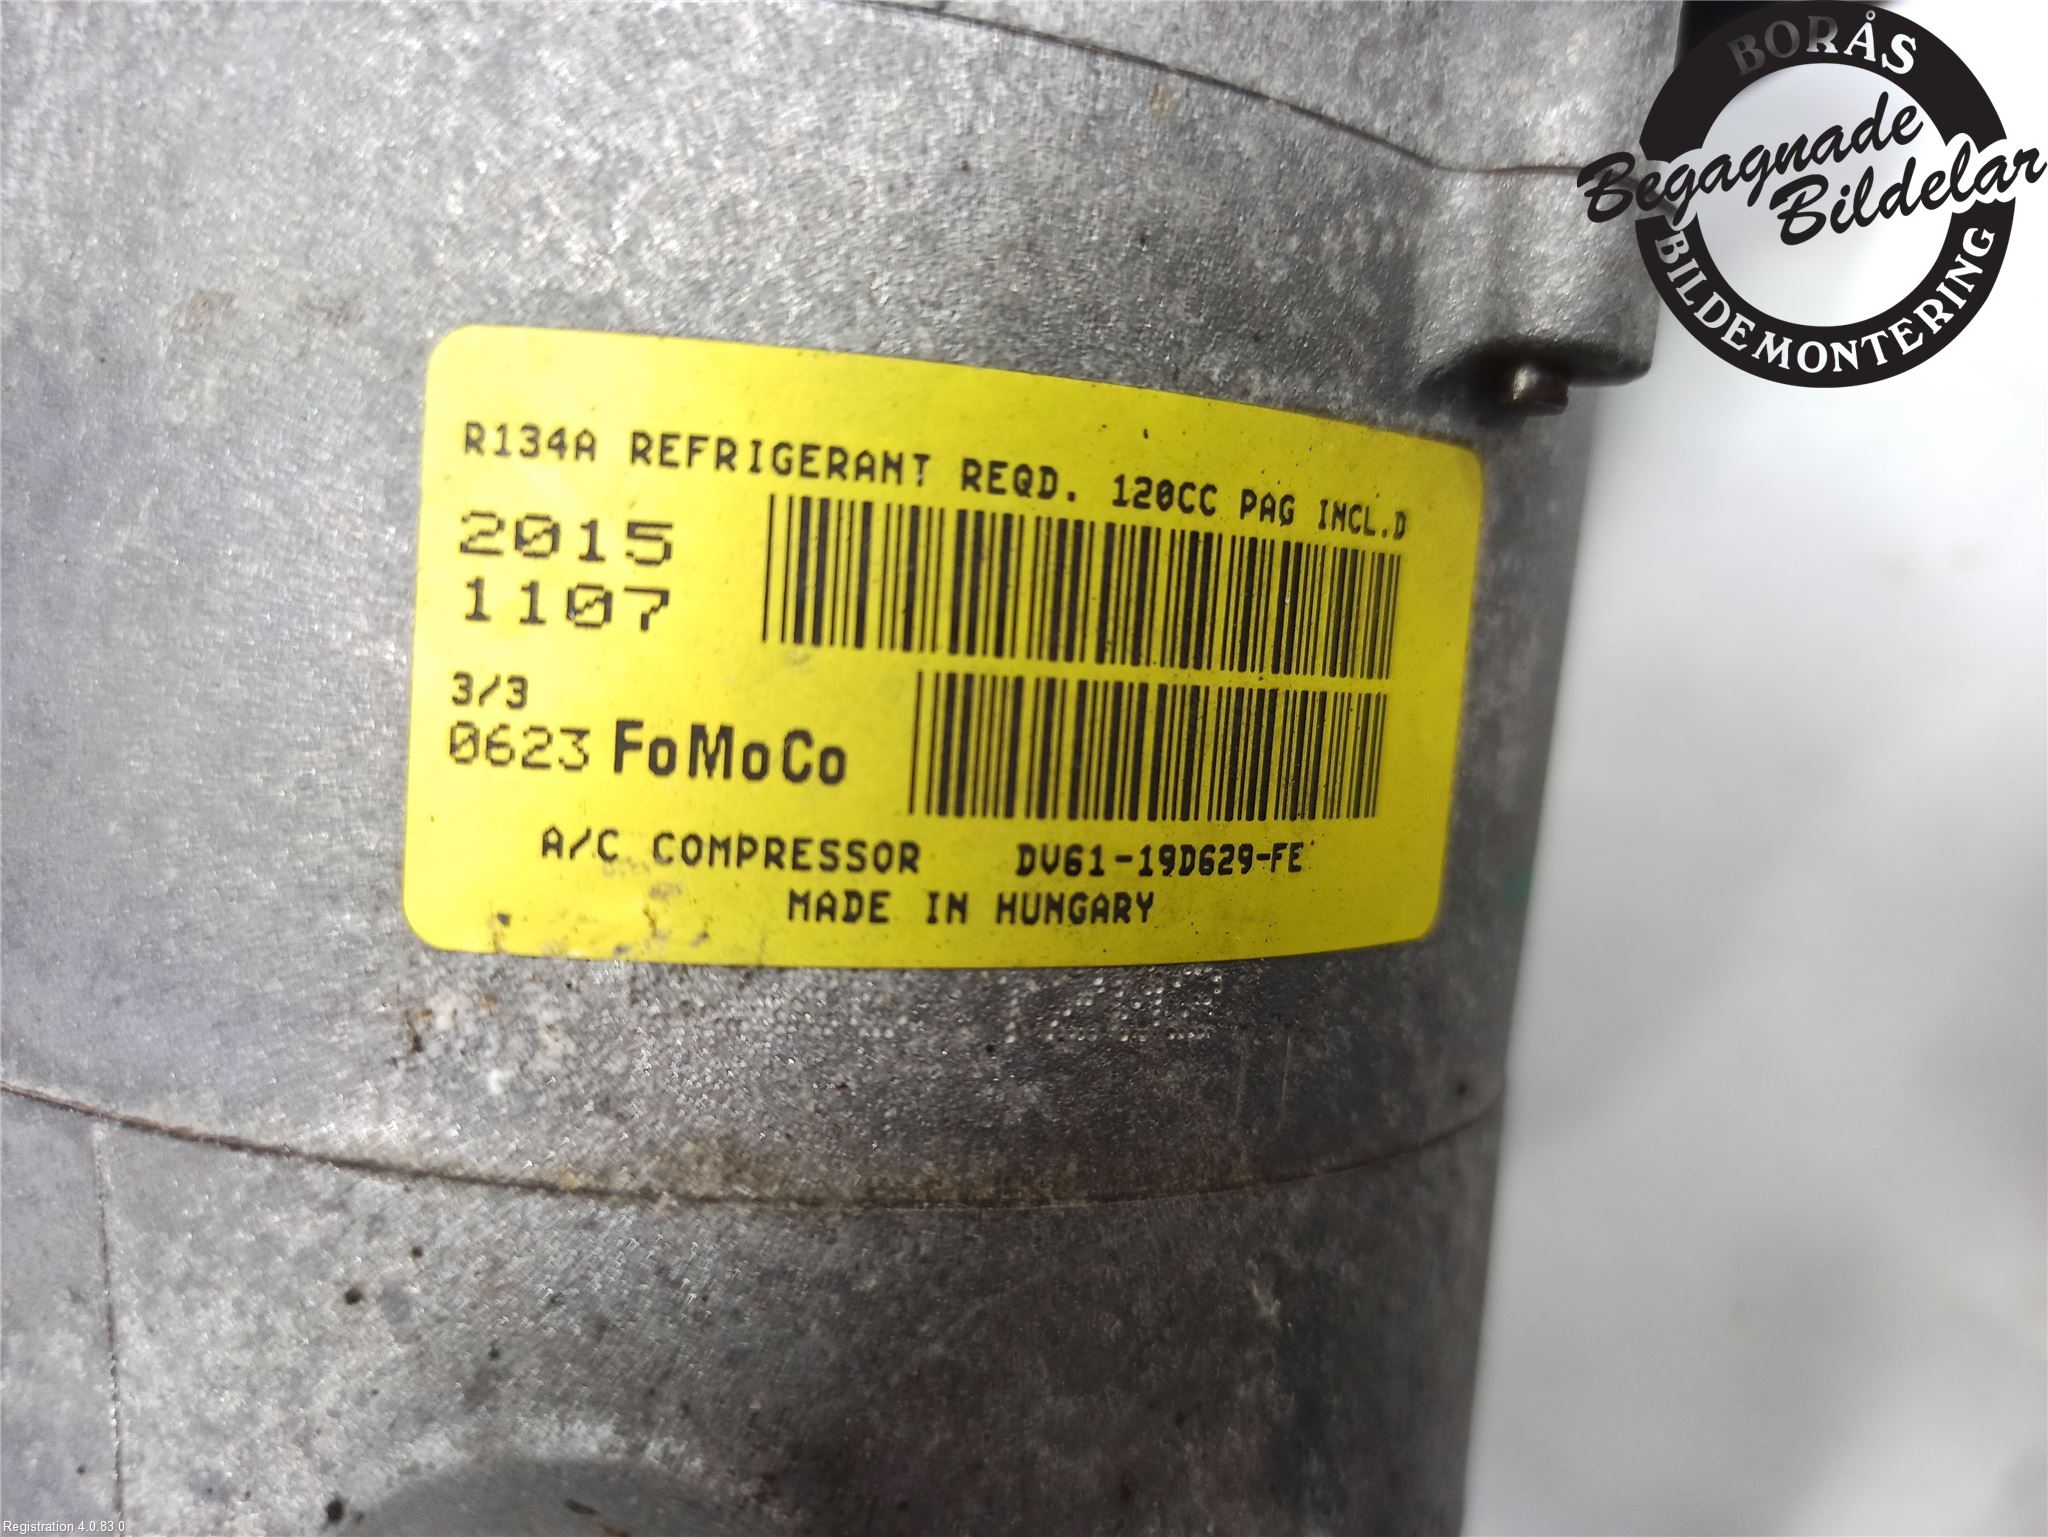 BORÅS
Begagnade
Bildelar
BILDEMONTERING
R134A REFRIGERANT REQD. 120CC PAG INCL.D
2015
1107
3/3
0623 FoMoCo
A/C COMPRESSOR DV61-19D629-FE
MADE IN HUNGARY
Registration 4.0.83.0